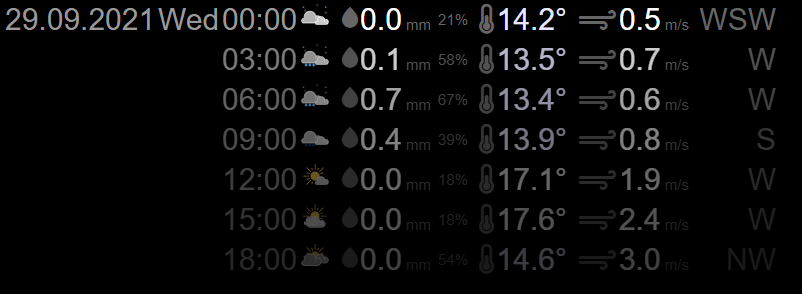 29.09.2021 Wed 00:00 0.0 mm 21% 14.2° 0.5 m/s WSW
03:00 0.1 mm 58% 13.5° 0.7 m/s W
06:00 0.7 mm 67% 13.4° 0.6 m/s W
09:00 0.4 mm 39% 13.9° 0.8 m/s S
12:00 0.0 mm 18% 17.1° 1.9 m/s W
15:00 0.0 mm 18% 17.6° 2.4 m/s W
18:00 0.0 mm 54% 14.6° 3.0 m/s NW